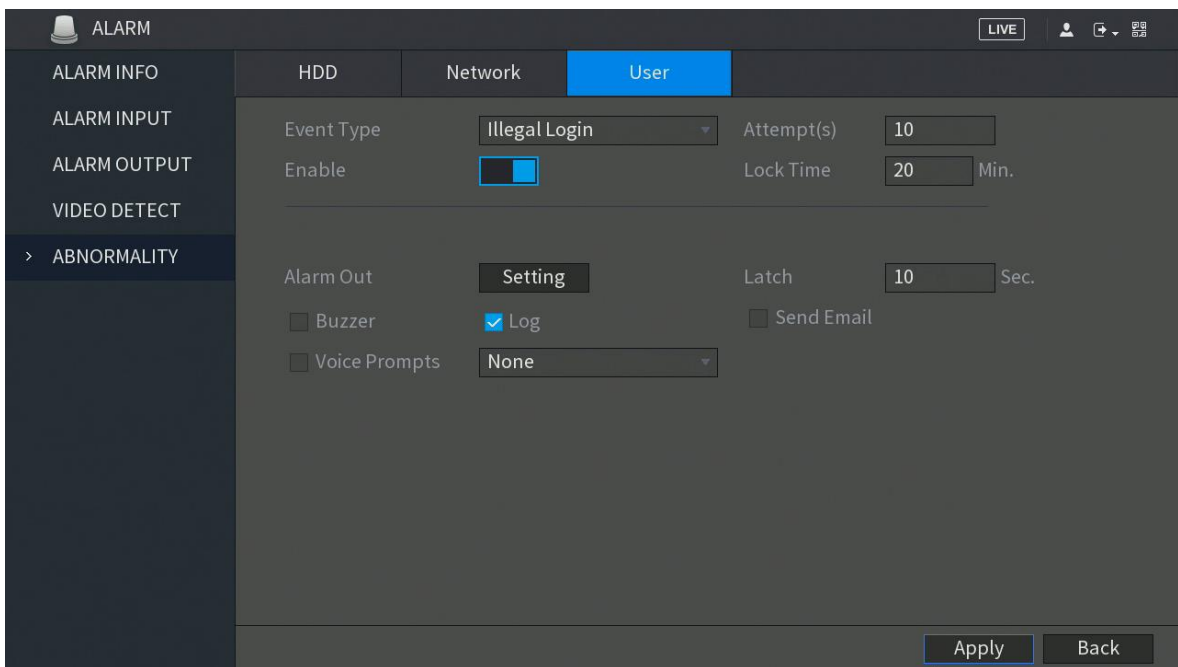 ALARM
LIVE
ALARM INFO
ALARM INPUT
ALARM OUTPUT
VIDEO DETECT
> ABNORMALITY
HDD Network User
Event Type Illegal Login Attempt(s) 10
Enable Lock Time 20 Min.
Alarm Out Setting Latch 10 Sec.
Buzzer Log Send Email
Voice Prompts None
Apply Back